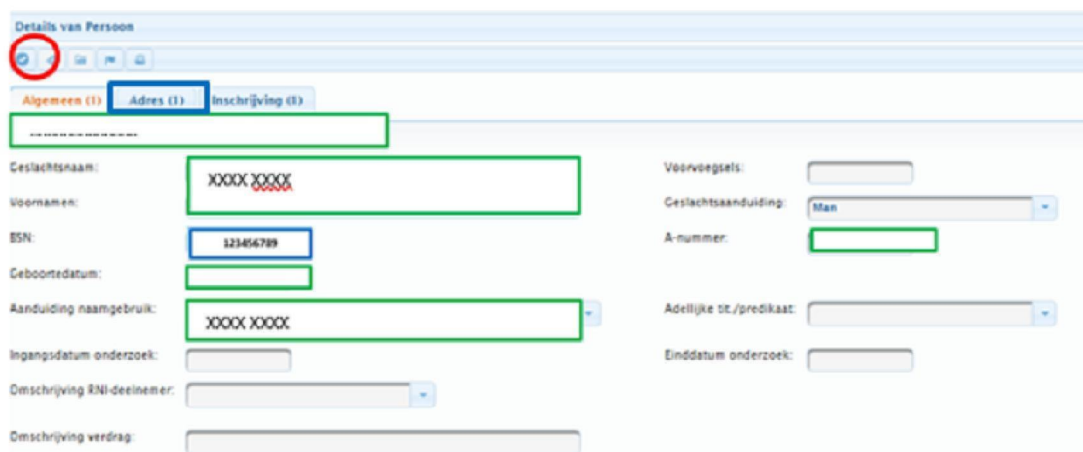 Details van Persoon
Algemeen (1) Adres (1) Inschrijving (1)
Geslachtsnaam: XXXX XXXX Voorvoegsels:
Voornamen: Geslachtsaanduiding: Man
BSN: 123456789 A-nummer:
Geboortedatum:
Aanduiding naamgebruik: XXXX XXXX Adellijke tit./predikaat:
Ingangsdatum onderzoek: Einddatum onderzoek:
Omschrijving RNI-deelnemer:
Omschrijving verdrag: